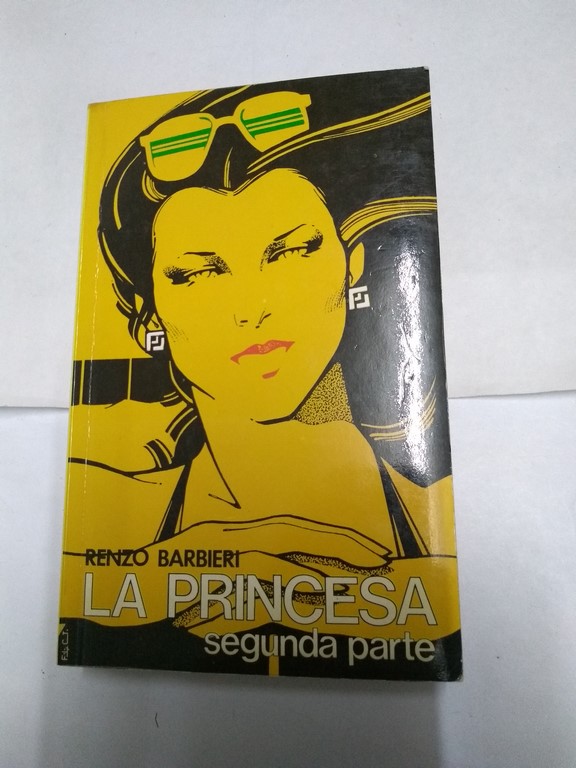 RENZO BARBIERI
LA PRINCESA
segunda parte